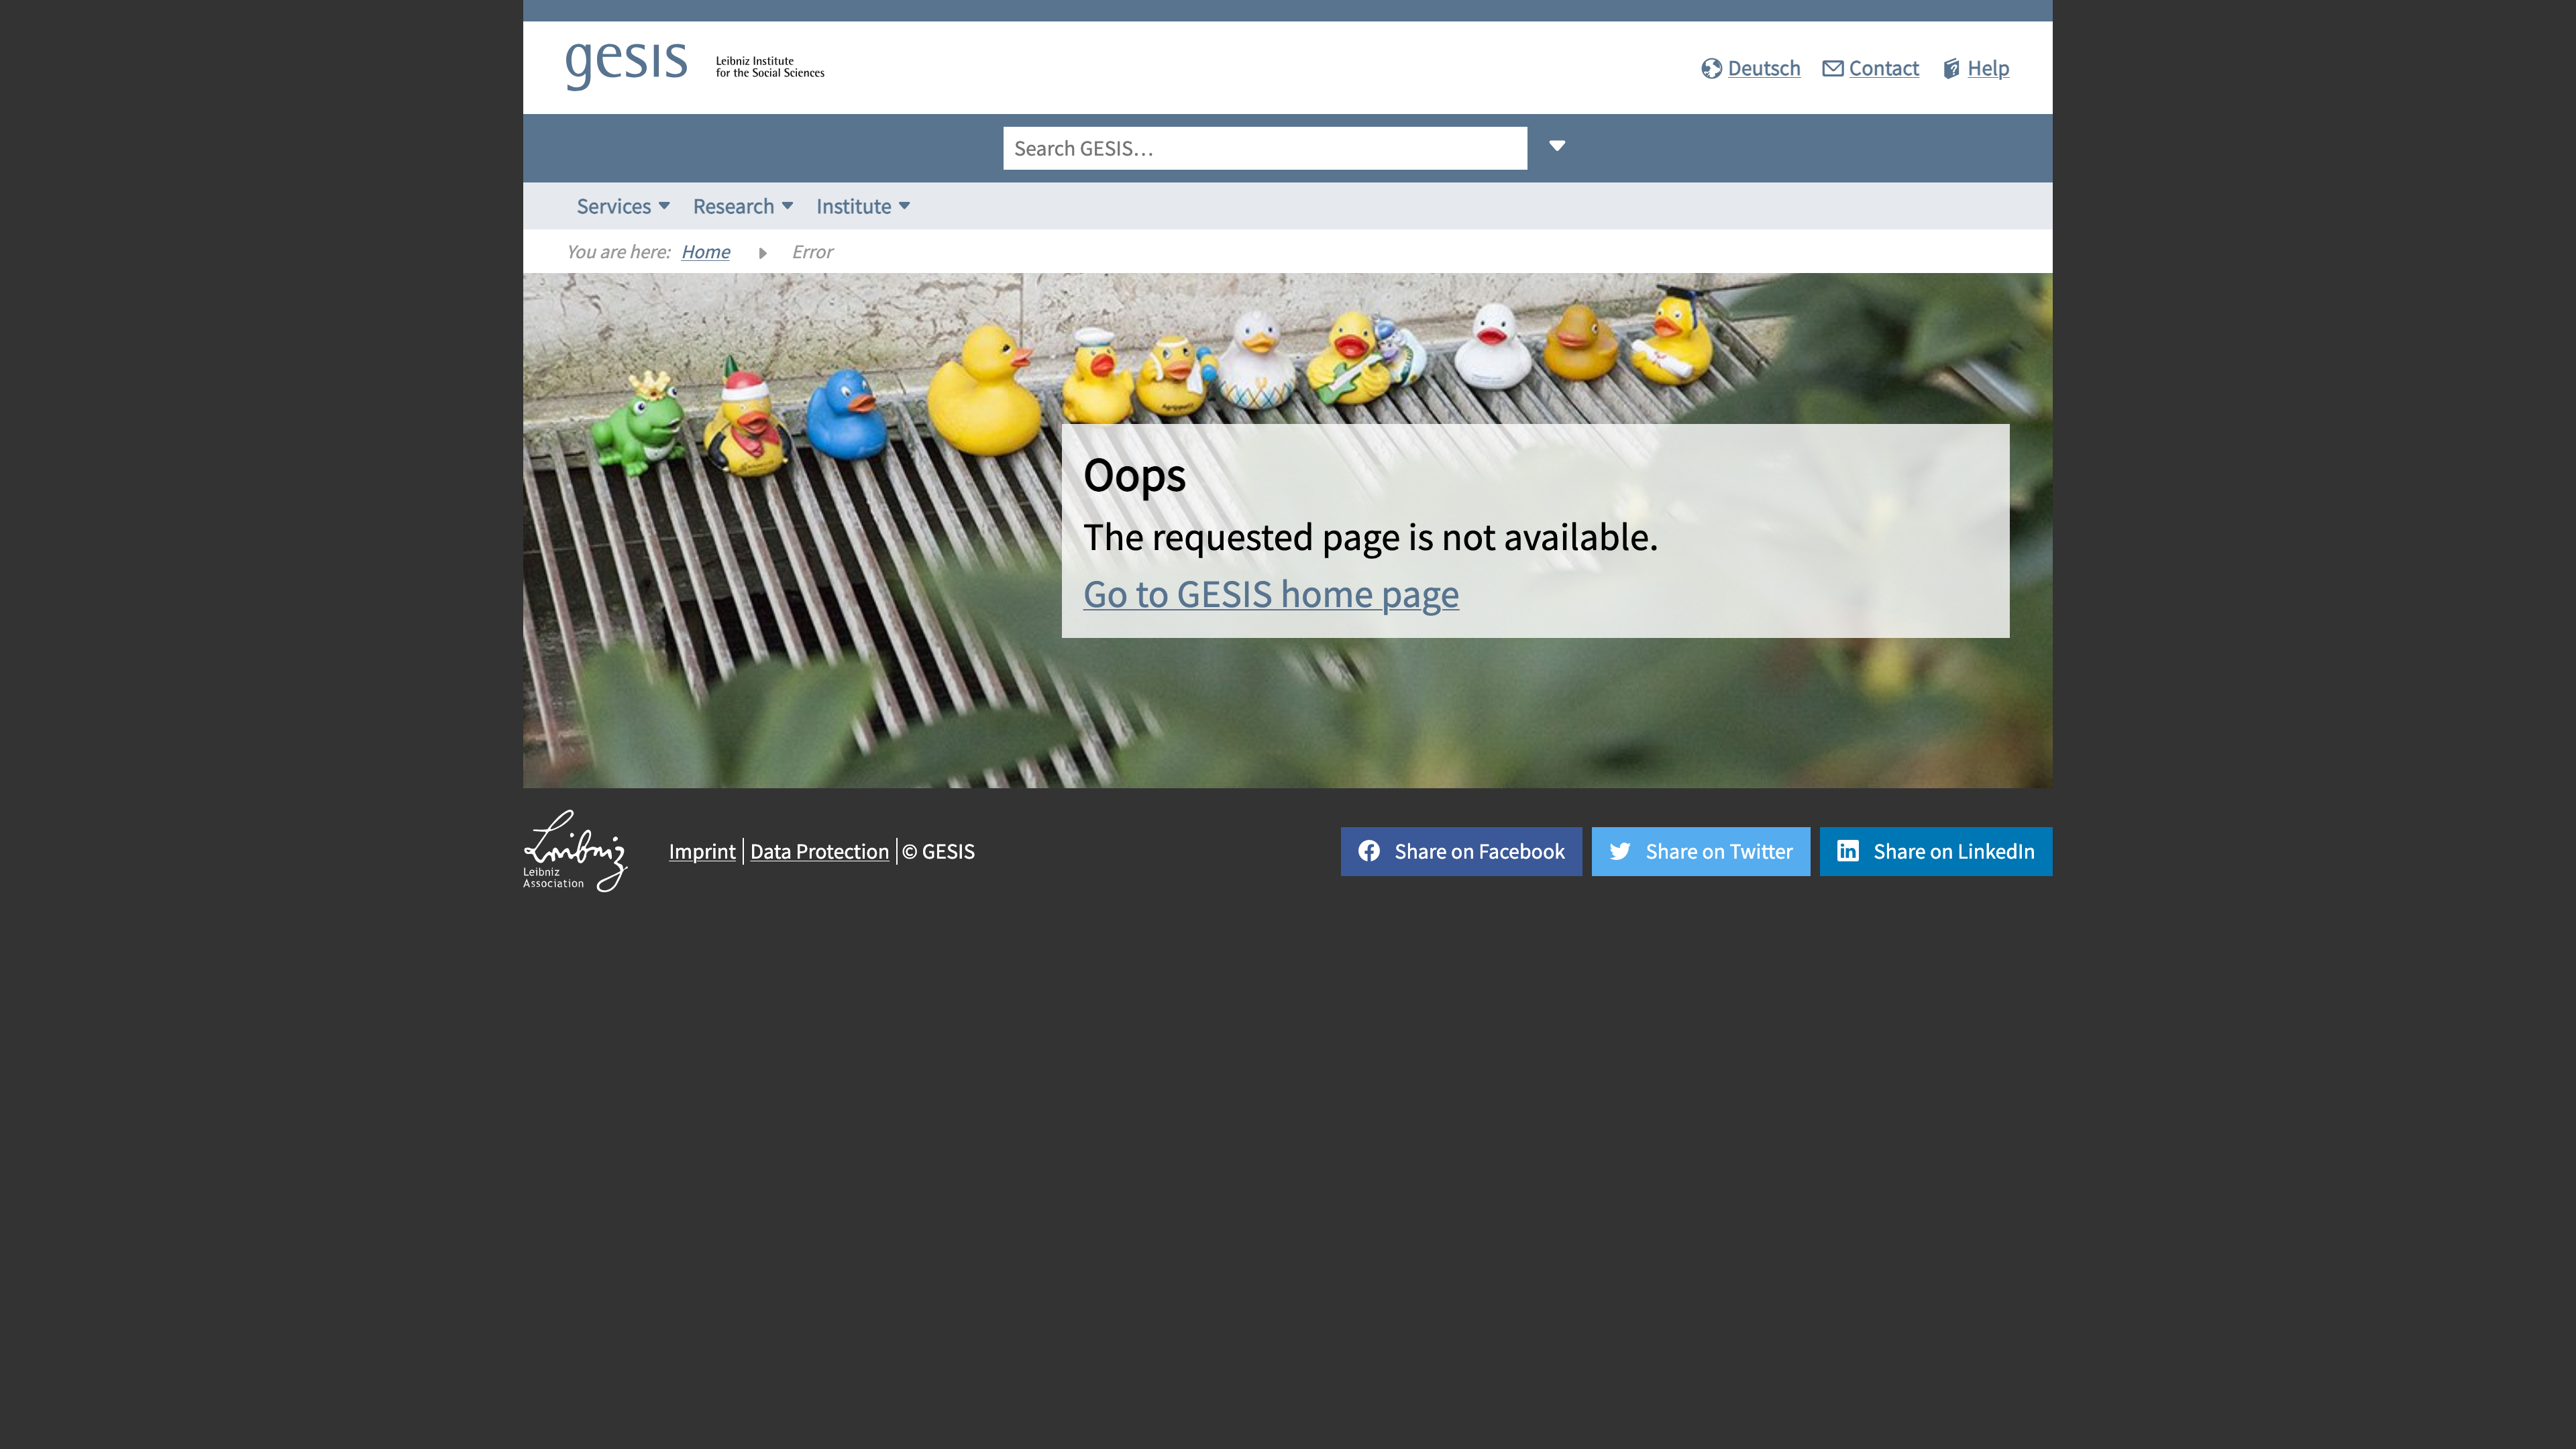 gesis
Leibniz Institute
for the Social Sciences
Deutsch
Contact
Help
Search GESIS...
Services
Research
Institute
You are here: Home Error
Oops
The requested page is not available.
Go to GESIS home page
Leibniz
Leibniz
Association
Imprint
Data Protection
© GESIS
Share on Facebook
Share on Twitter
Share on LinkedIn